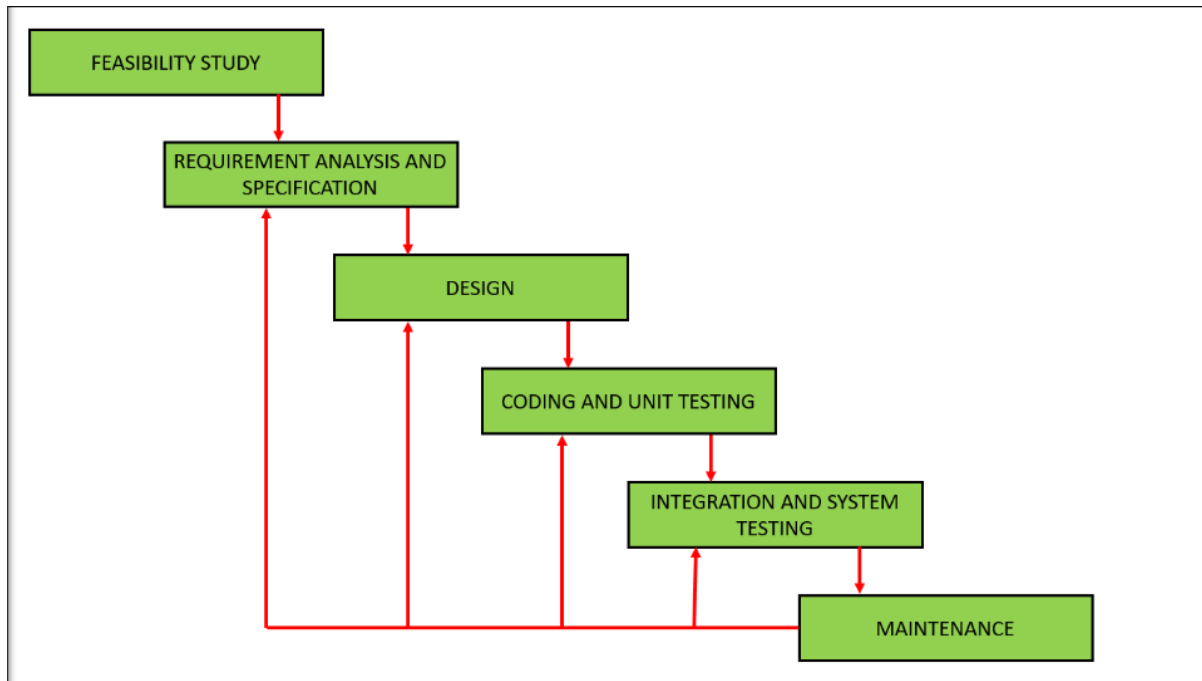 FEASIBILITY STUDY
REQUIREMENT ANALYSIS AND
SPECIFICATION
DESIGN
CODING AND UNIT TESTING
INTEGRATION AND SYSTEM
TESTING
MAINTENANCE